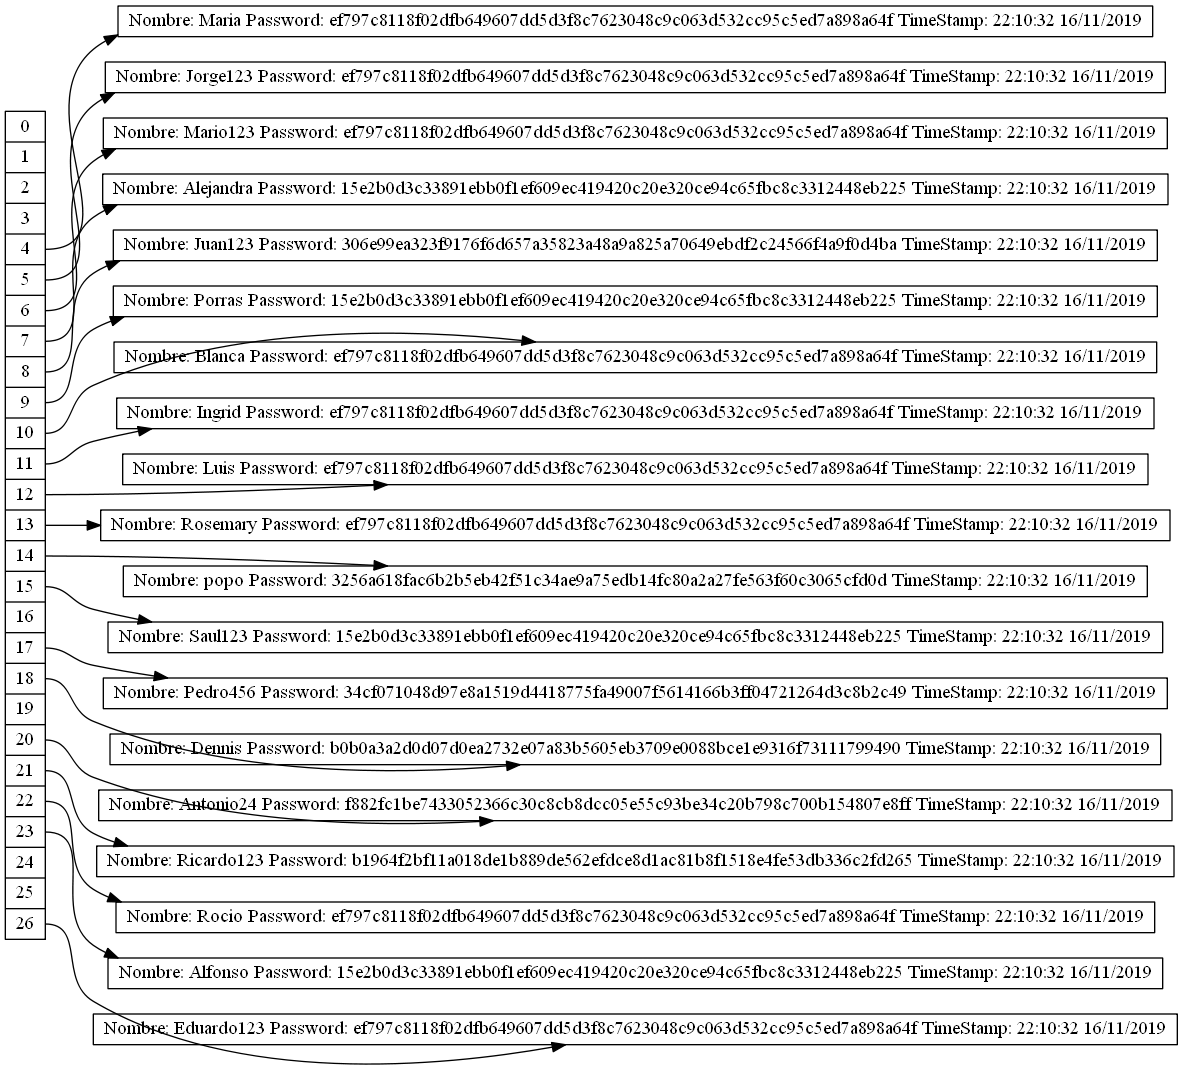 Nombre: Maria Password: ef797c8118f02dfb649607dd5d3f8c7623048c9c063d532cc95c5ed7a898a64f TimeStamp: 22:10:32 16/11/2019
Nombre: Jorge123 Password: ef797c8118f02dfb649607dd5d3f8c7623048c9c063d532cc95c5ed7a898a64f TimeStamp: 22:10:32 16/11/2019
0
Nombre: Mario123 Password: ef797c8118f02dfb649607dd5d3f8c7623048c9c063d532cc95c5ed7a898a64f TimeStamp: 22:10:32 16/11/2019
1
2
Nombre: Alejandra Password: 15e2b0d3c33891ebb0f1ef609ec419420c20e320ce94c65fbc8c3312448eb225 TimeStamp: 22:10:32 16/11/2019
3
4
Nombre: Juan123 Password: 306e99ea323f9176f6d657a35823a48a9a825a70649ebdf2c24566f4a9f0d4ba TimeStamp: 22:10:32 16/11/2019
5
Nombre: Porras Password: 15e2b0d3c33891ebb0f1ef609ec419420c20e320ce94c65fbc8c3312448eb225 TimeStamp: 22:10:32 16/11/2019
6
7
Nombre: Blanca Password: ef797c8118f02dfb649607dd5d3f8c7623048c9c063d532cc95c5ed7a898a64f TimeStamp: 22:10:32 16/11/2019
8
9
Nombre: Ingrid Password: ef797c8118f02dfb649607dd5d3f8c7623048c9c063d532cc95c5ed7a898a64f TimeStamp: 22:10:32 16/11/2019
10
11
Nombre: Luis Password: ef797c8118f02dfb649607dd5d3f8c7623048c9c063d532cc95c5ed7a898a64f TimeStamp: 22:10:32 16/11/2019
12
13
Nombre: Rosemary Password: ef797c8118f02dfb649607dd5d3f8c7623048c9c063d532cc95c5ed7a898a64f TimeStamp: 22:10:32 16/11/2019
14
Nombre: popo Password: 3256a618fac6b2b5eb42f51c34ae9a75edb14fc80a2a27fe563f60c3065cfd0d TimeStamp: 22:10:32 16/11/2019
15
16
Nombre: Saul123 Password: 15e2b0d3c33891ebb0f1ef609ec419420c20e320ce94c65fbc8c3312448eb225 TimeStamp: 22:10:32 16/11/2019
17
18
Nombre: Pedro456 Password: 34cf071048d97e8a1519d4418775fa49007f5614166b3ff04721264d3c8b2c49 TimeStamp: 22:10:32 16/11/2019
19
20
Nombre: Dennis Password: b0b0a3a2d0d07d0ea2732e07a83b5605eb3709e0088bce1e9316f73111799490 TimeStamp: 22:10:32 16/11/2019
21
22
Nombre: Antonio24 Password: f882fc1be7433052366c30c8cb8dcc05e55c93be34c20b798c700b154807e8ff TimeStamp: 22:10:32 16/11/2019
23
24
Nombre: Ricardo123 Password: b1964f2bf11a018de1b889de562efdce8d1ac81b8f1518e4fe53db336c2fd265 TimeStamp: 22:10:32 16/11/2019
25
26
Nombre: Rocio Password: ef797c8118f02dfb649607dd5d3f8c7623048c9c063d532cc95c5ed7a898a64f TimeStamp: 22:10:32 16/11/2019
Nombre: Alfonso Password: 15e2b0d3c33891ebb0f1ef609ec419420c20e320ce94c65fbc8c3312448eb225 TimeStamp: 22:10:32 16/11/2019
Nombre: Eduardo123 Password: ef797c8118f02dfb649607dd5d3f8c7623048c9c063d532cc95c5ed7a898a64f TimeStamp: 22:10:32 16/11/2019